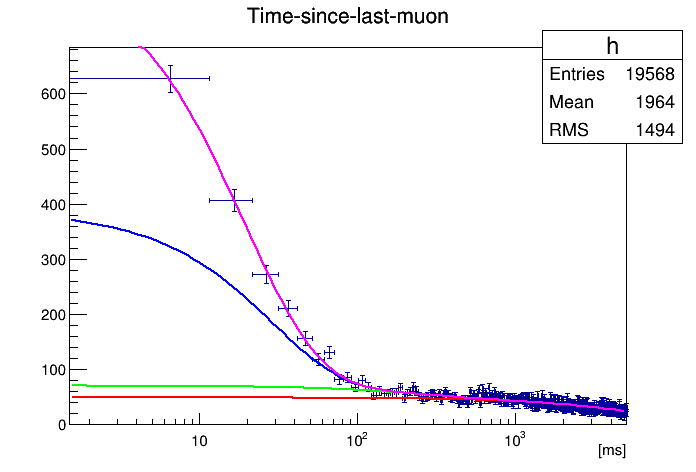 Time-since-last-muon
h
Entries 19568
Mean 1964
RMS 1494
600
500
400
300
200
100
0
10 10² 10³
[ms]